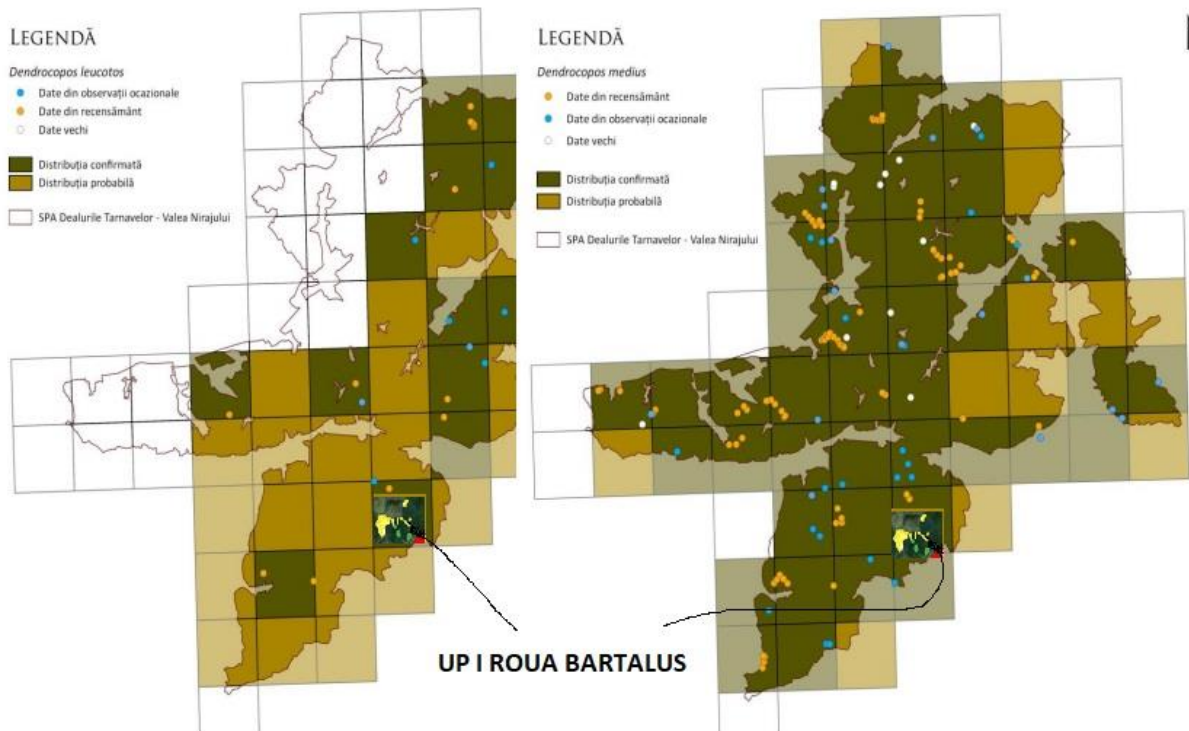 LEGENDĂ
Dendrocopos leucotos
Date din observații ocazionale
Date din recensământ
Date vechi
Distribuția confirmată
Distribuția probabilă
SPA Dealurile Tarnavelor - Valea Nirajului
LEGENDĂ
Dendrocopos medius
Date din recensământ
Date din observații ocazionale
Date vechi
Distribuția confirmată
Distribuția probabilă
SPA Dealurile Tarnavelor - Valea Nirajului
UP I ROUA BARTALUS